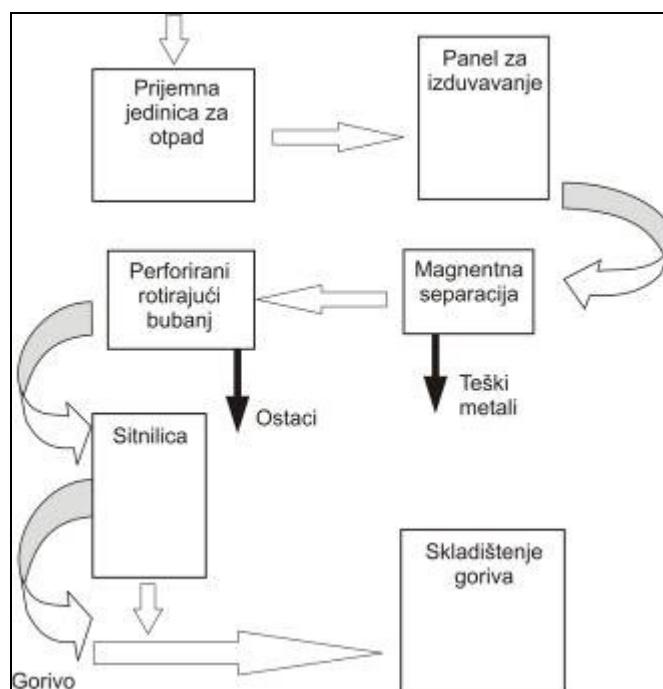 Prijemna
jedinica za
otpad
Panel za
izduvavanje
Perforirani
rotirajući
bubanj
Magnentna
separacija
Ostaci
Teški
metali
Sitnilica
Skladištenje
goriva
Gorivo